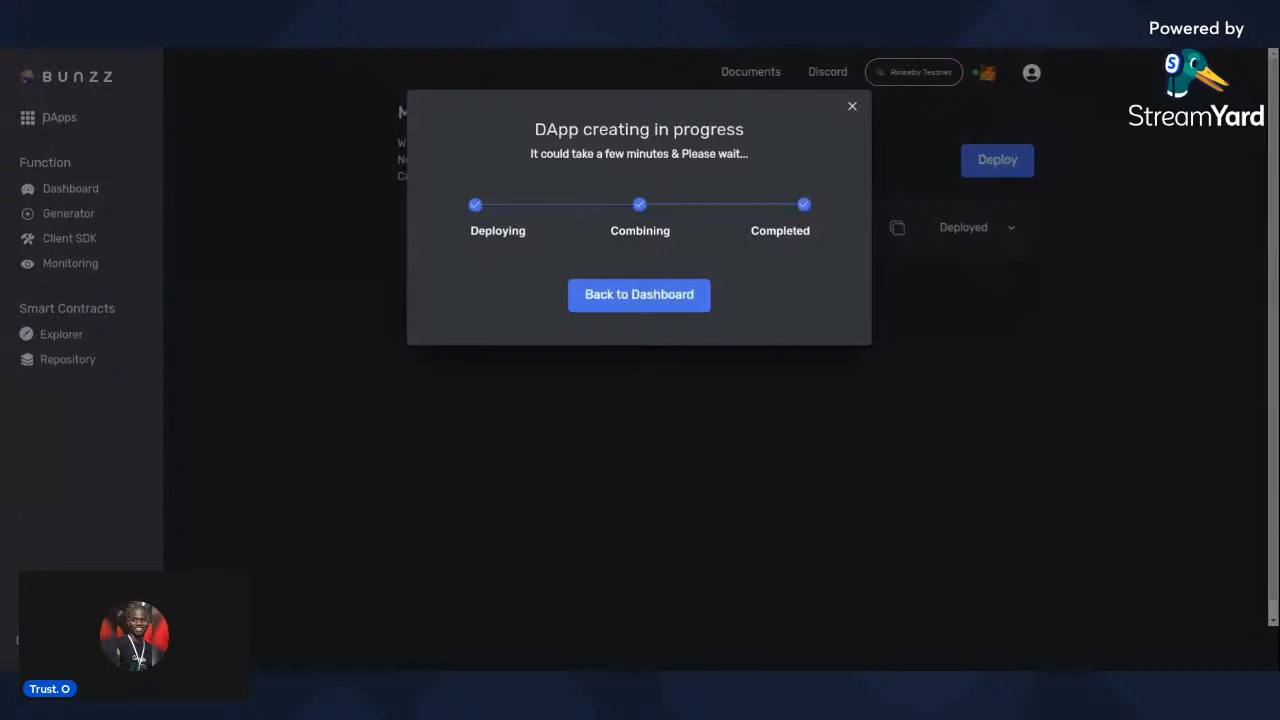 Powered by
StreamYard
BUNZZ
Documents
Discord
Rinkeby Testnet
DApps
Function
Dashboard
Generator
Client SDK
Monitoring
Smart Contracts
Explorer
Repository
M
W
Deploy
Deployed
DApp creating in progress
It could take a few minutes & Please wait...
Deploying
Combining
Completed
Back to Dashboard
Trust. O